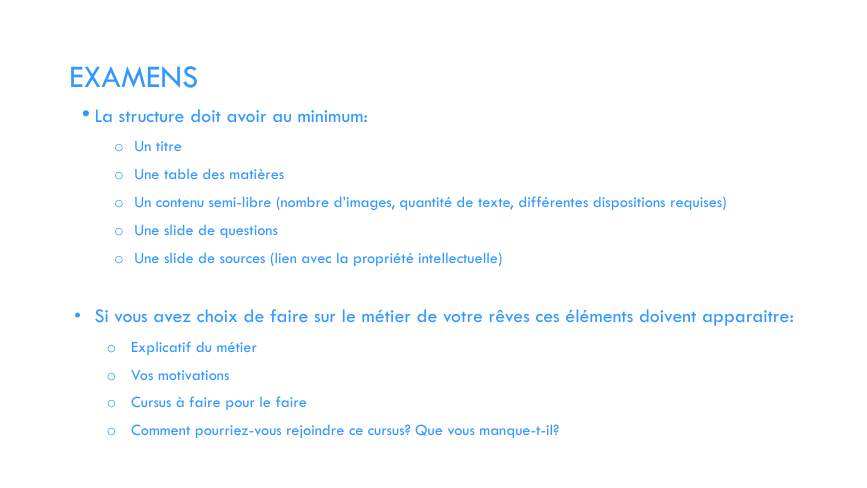 EXAMENS
• La structure doit avoir au minimum:
o Un titre
o Une table des matières
o Un contenu semi-libre (nombre d'images, quantité de texte, différentes dispositions requises)
o Une slide de questions
o Une slide de sources (lien avec la propriété intellectuelle)
• Si vous avez choix de faire sur le métier de votre rêves ces éléments doivent apparaitre:
o Explicatif du métier
o Vos motivations
o Cursus à faire pour le faire
o Comment pourriez-vous rejoindre ce cursus? Que vous manque-t-il?